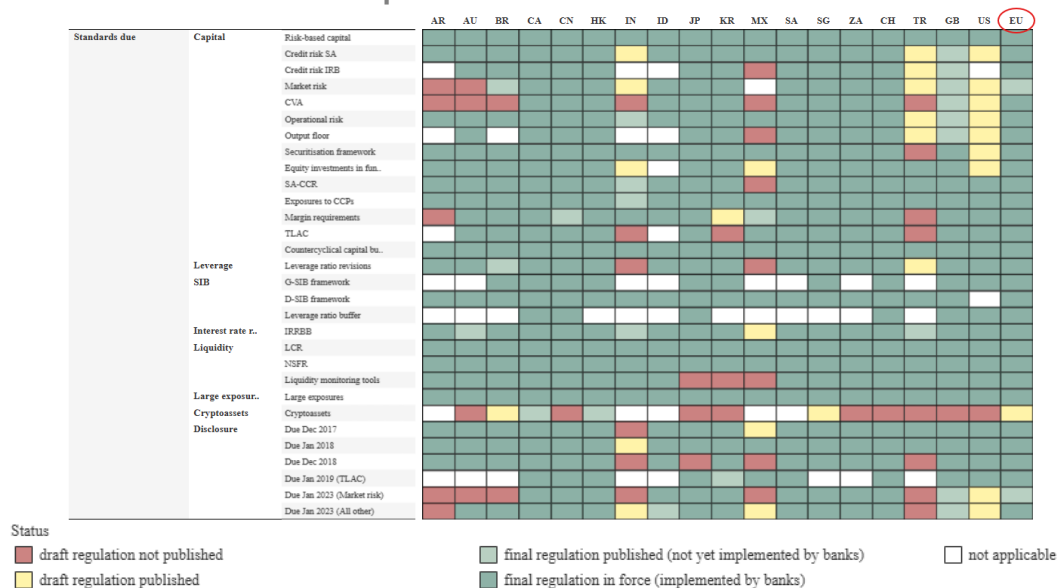 AR AU BR CA CN HK IN ID JP KR MX SA SG ZA CH TR GB US EU
Standards due Capital Risk-based capital
Credit risk SA
Credit risk IRB
Market risk
CVA
Operational risk
Output floor
Securitisation framework
Equity investments in fun..
SA-CCR
Exposures to CCPs
Margin requirements
TLAC
Countercyclical capital bu..
Leverage Leverage ratio revisions
SIB G-SIB framework
D-SIB framework
Leverage ratio buffer
Interest rate r.. IRRBB
Liquidity LCR
NSFR
Liquidity monitoring tools
Large exposur.. Large exposures
Cryptoassets Cryptoassets
Disclosure Due Dec 2017
Due Jan 2018
Due Dec 2018
Due Jan 2019 (TLAC)
Due Jan 2023 (Market risk)
Due Jan 2023 (All other)
Status
draft regulation not published final regulation published (not yet implemented by banks) not applicable
draft regulation published final regulation in force (implemented by banks)